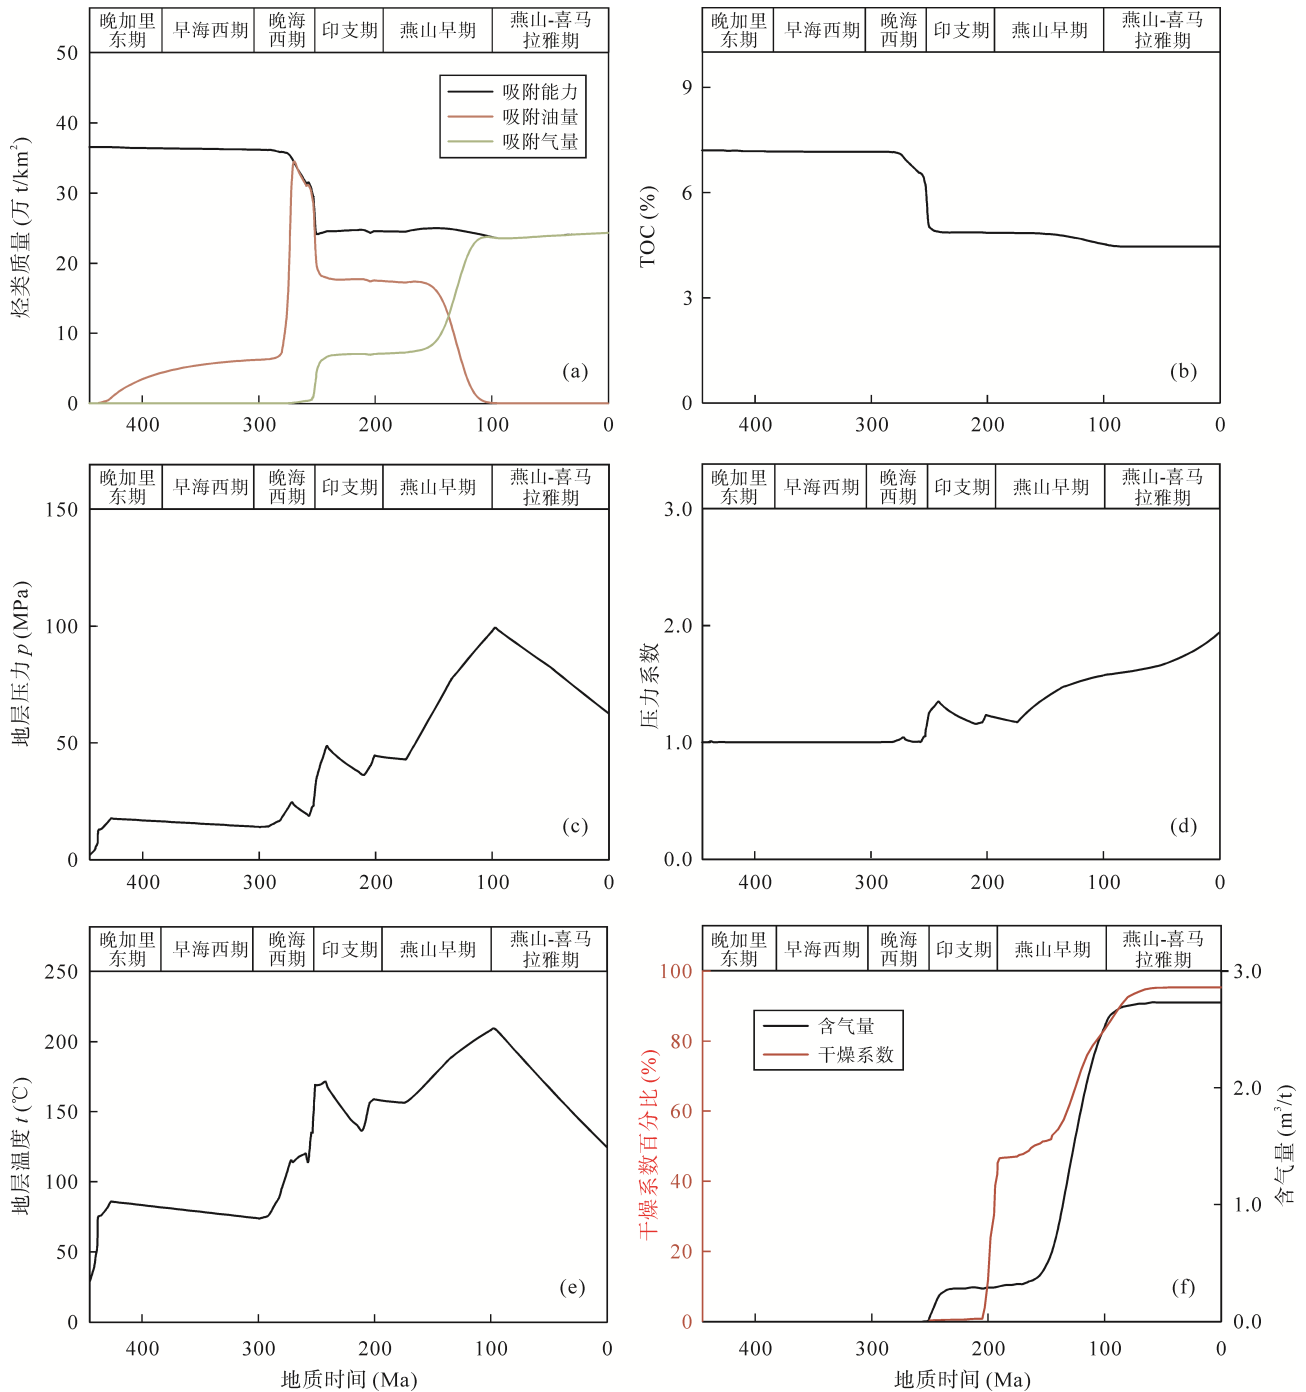 晚加里
东期
早海西期
晚海
西期
印支期
燕山早期
燕山-喜马
拉雅期
50
40
30
20
10
0
烃类质量 (万 t/km²)
吸附能力
吸附油量
吸附气量
(a)
400
300
200
100
0
晚加里
东期
早海西期
晚海
西期
印支期
燕山早期
燕山-喜马
拉雅期
9
6
3
0
TOC (%)
(b)
400
300
200
100
0
晚加里
东期
早海西期
晚海
西期
印支期
燕山早期
燕山-喜马
拉雅期
150
100
50
0
地层压力 p (MPa)
(c)
400
300
200
100
0
晚加里
东期
早海西期
晚海
西期
印支期
燕山早期
燕山-喜马
拉雅期
3.0
2.0
1.0
0.0
压力系数
(d)
400
300
200
100
0
晚加里
东期
早海西期
晚海
西期
印支期
燕山早期
燕山-喜马
拉雅期
250
200
150
100
50
0
地层温度 t (℃)
(e)
400
300
200
100
0
地质时间 (Ma)
晚加里
东期
早海西期
晚海
西期
印支期
燕山早期
燕山-喜马
拉雅期
100
80
60
40
20
0
干燥系数百分比 (%)
含气量
干燥系数
3.0
2.0
1.0
0.0
含气量 (m³/t)
(f)
400
300
200
100
0
地质时间 (Ma)